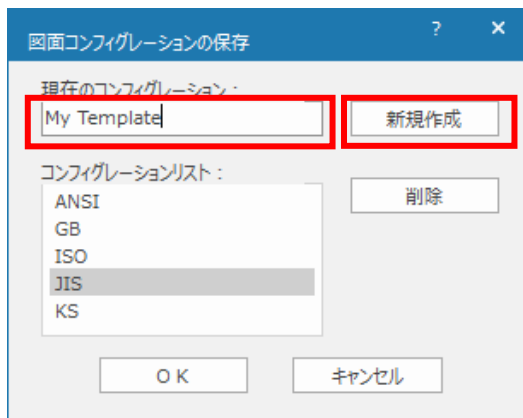 図面コンフィグレーションの保存 ? ×
現在のコンフィグレーション：
My Template 新規作成
コンフィグレーションリスト：
削除
ANSI
GB
ISO
JIS
KS
ＯＫ キャンセル